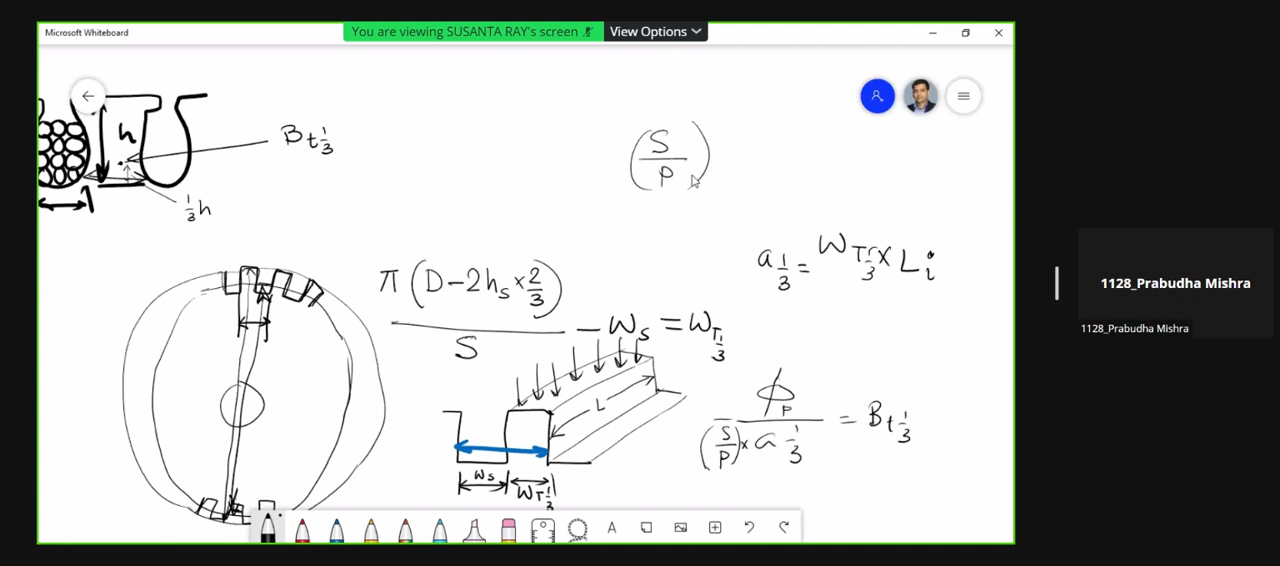 Microsoft Whiteboard
You are viewing SUSANTA RAY's screen
View Options
h
B t 1/3
1/3 h
(S/P)
a 1/3 = W T 1/3 × L i
π (D - 2hs × 2/3)
S
- Ws = W T 1/3
L
Ws
W T 1/3
ϕP / ((S/P) × a 1/3) = B t 1/3
A
1128_Prabudha Mishra
1128_Prabudha Mishra